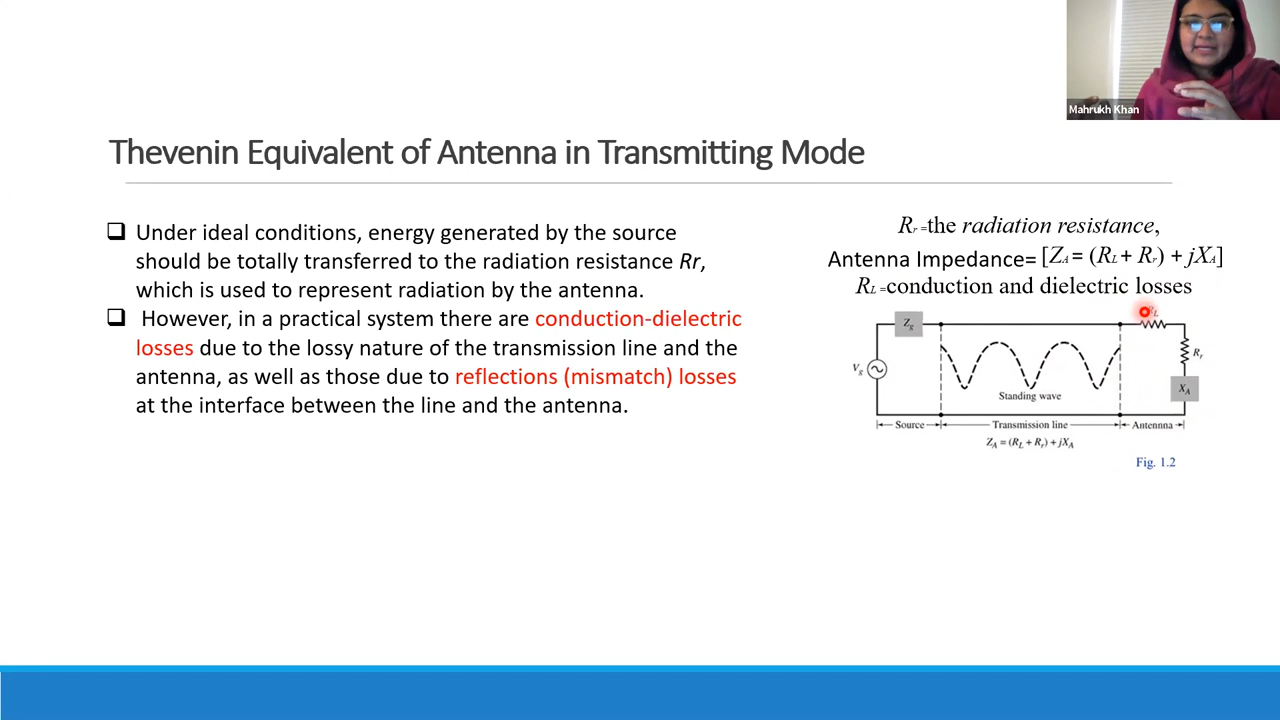 Mahrukh Khan
Thevenin Equivalent of Antenna in Transmitting Mode
❑ Under ideal conditions, energy generated by the source
should be totally transferred to the radiation resistance Rr,
which is used to represent radiation by the antenna.
❑ However, in a practical system there are conduction-dielectric
losses due to the lossy nature of the transmission line and the
antenna, as well as those due to reflections (mismatch) losses
at the interface between the line and the antenna.
Rr =the radiation resistance,
Antenna Impedance= [ZA = (RL + Rr) + jXA]
RL =conduction and dielectric losses
Zg
Vg
Rr
XA
Standing wave
Source
Transmission line
Antennna
ZA = (RL + Rr) + jXA
Fig. 1.2